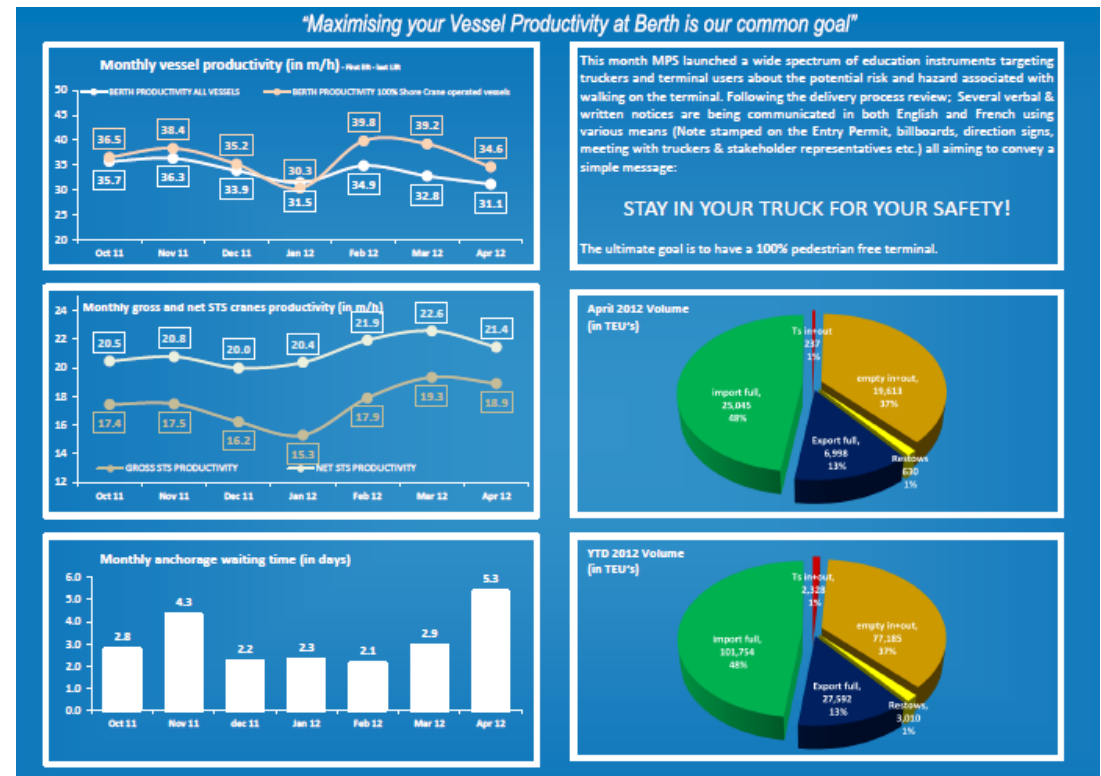 “Maximising your Vessel Productivity at Berth is our common goal”
Monthly vessel productivity (in m/h) - First lift - last Lift
50
45
40
35
30
25
20
BERTH PRODUCTIVITY ALL VESSELS
BERTH PRODUCTIVITY 100% Shore Crane operated vessels
36.5
38.4
35.2
30.3
39.8
39.2
34.6
35.7
36.3
33.9
31.5
34.9
32.8
31.1
Oct 11 Nov 11 Dec 11 Jan 12 Feb 12 Mar 12 Apr 12
This month MPS launched a wide spectrum of education instruments targeting
truckers and terminal users about the potential risk and hazard associated with
walking on the terminal. Following the delivery process review; Several verbal &
written notices are being communicated in both English and French using
various means (Note stamped on the Entry Permit, billboards, direction signs,
meeting with truckers & stakeholder representatives etc.) all aiming to convey a
simple message:
STAY IN YOUR TRUCK FOR YOUR SAFETY!
The ultimate goal is to have a 100% pedestrian free terminal.
Monthly gross and net STS cranes productivity (in m/h)
24
22
20
18
16
14
12
20.5
20.8
20.0
20.4
21.9
22.6
21.4
17.4
17.5
16.2
15.3
17.9
19.3
18.9
GROSS STS PRODUCTIVITY
NET STS PRODUCTIVITY
Oct 11 Nov 11 Dec 11 Jan 12 Feb 12 Mar 12 Apr 12
April 2012 Volume
(in TEU's)
Ts in+out
237
1%
empty in+out,
19,613
37%
import full,
25,045
48%
Export full,
6,998
13%
Restows
630
1%
Monthly anchorage waiting time (in days)
6.0
5.0
4.0
3.0
2.0
1.0
0.0
2.8
4.3
2.2
2.3
2.1
2.9
5.3
Oct 11 Nov 11 dec 11 Jan 12 Feb 12 Mar 12 Apr 12
YTD 2012 Volume
(in TEU's)
Ts in+out,
2,328
1%
empty in+out,
77,185
37%
import full,
101,754
48%
Export full,
27,592
13%
Restows,
3,010
1%